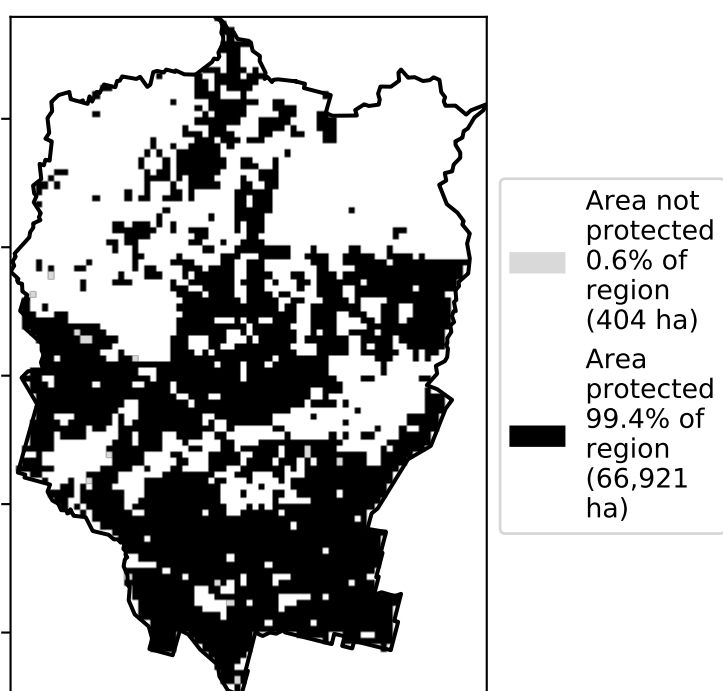 Area not
protected
0.6% of
region
(404 ha)
Area
protected
99.4% of
region
(66,921
ha)